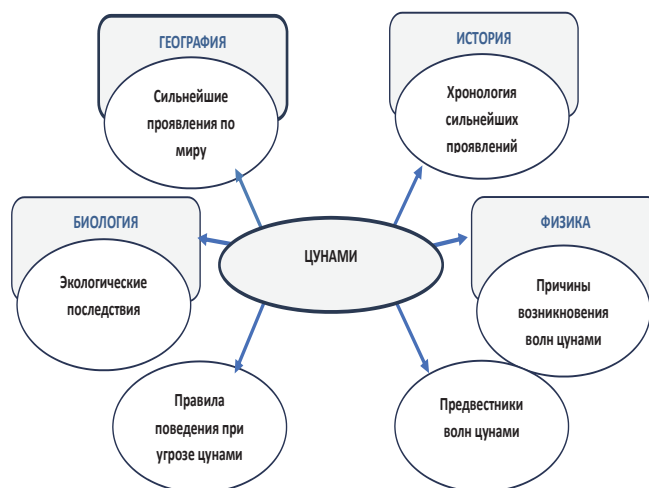 ГЕОГРАФИЯ
Сильнейшие
проявления по
миру
ИСТОРИЯ
Хронология
сильнейших
проявлений
БИОЛОГИЯ
Экологические
последствия
ЦУНАМИ
ФИЗИКА
Причины
возникновения
волн цунами
Правила
поведения при
угрозе цунами
Предвестники
волн цунами